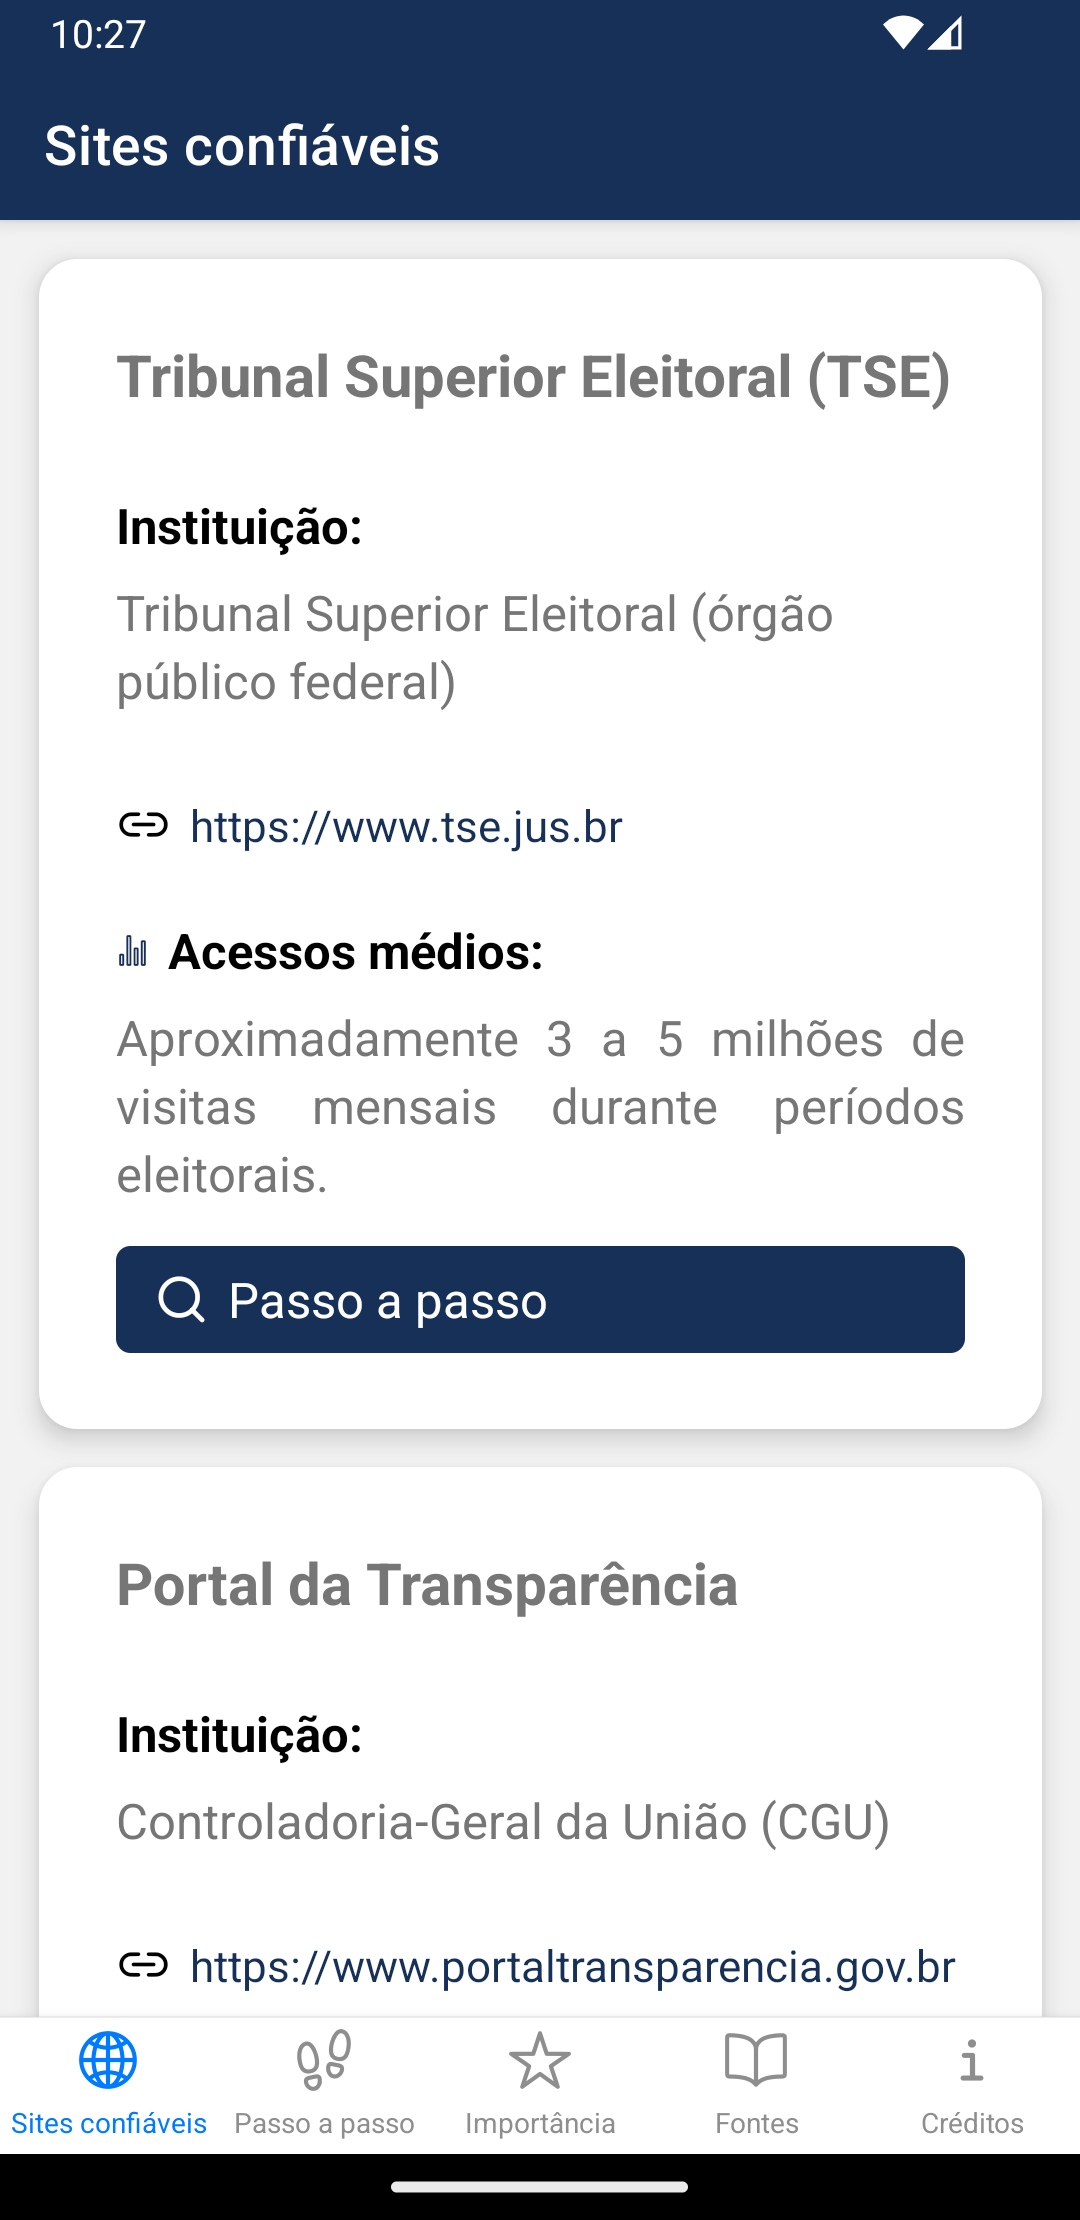 10:27
Sites confiáveis
Tribunal Superior Eleitoral (TSE)
Instituição:
Tribunal Superior Eleitoral (órgão
público federal)
https://www.tse.jus.br
Acessos médios:
Aproximadamente 3 a 5 milhões de
visitas mensais durante períodos
eleitorais.
Passo a passo
Portal da Transparência
Instituição:
Controladoria-Geral da União (CGU)
https://www.portaltransparencia.gov.br
Sites confiáveis
Passo a passo
Importância
Fontes
Créditos